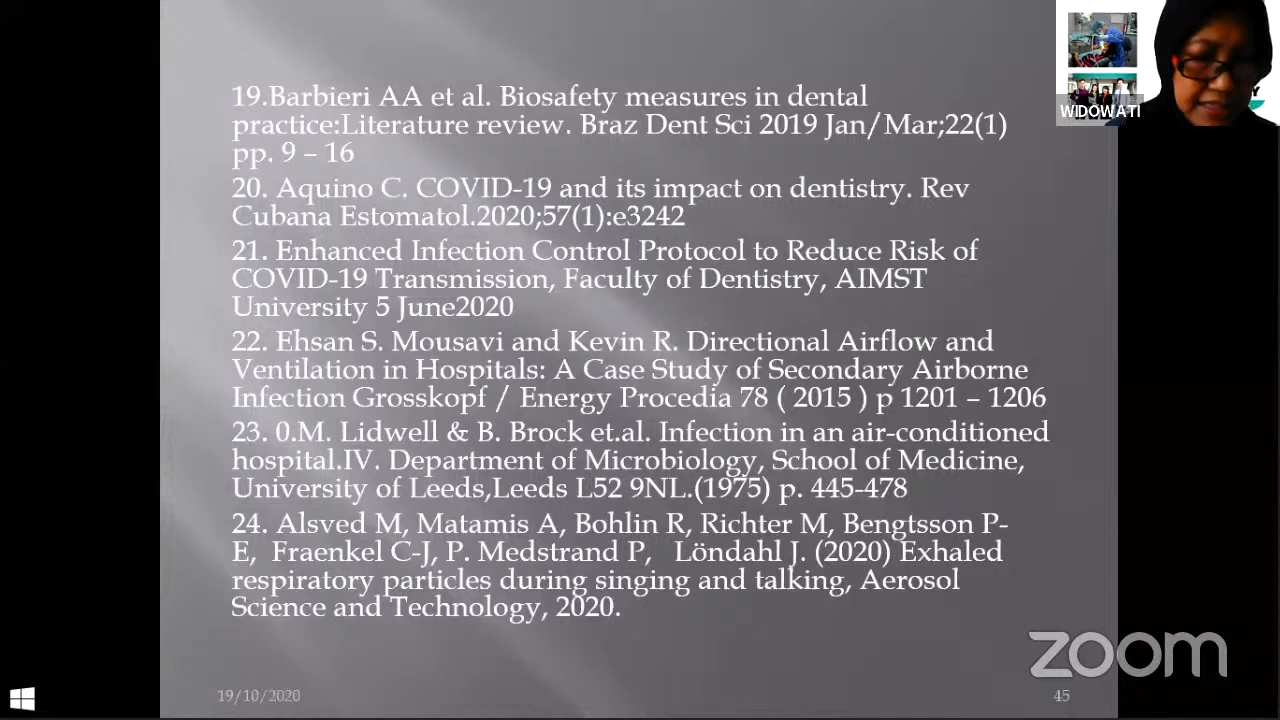 19.Barbieri AA et al. Biosafety measures in dental
practice:Literature review. Braz Dent Sci 2019 Jan/Mar;22(1)
pp. 9 – 16
20. Aquino C. COVID-19 and its impact on dentistry. Rev
Cubana Estomatol.2020;57(1):e3242
21. Enhanced Infection Control Protocol to Reduce Risk of
COVID-19 Transmission, Faculty of Dentistry, AIMST
University 5 June2020
22. Ehsan S. Mousavi and Kevin R. Directional Airflow and
Ventilation in Hospitals: A Case Study of Secondary Airborne
Infection Grosskopf / Energy Procedia 78 ( 2015 ) p 1201 – 1206
23. 0.M. Lidwell & B. Brock et.al. Infection in an air-conditioned
hospital.IV. Department of Microbiology, School of Medicine,
University of Leeds,Leeds L52 9NL.(1975) p. 445-478
24. Alsved M, Matamis A, Bohlin R, Richter M, Bengtsson P-
E,  Fraenkel C-J, P. Medstrand P,   Löndahl J. (2020) Exhaled
respiratory particles during singing and talking, Aerosol
Science and Technology, 2020.
WIDOWATI
zoom
19/10/2020
45